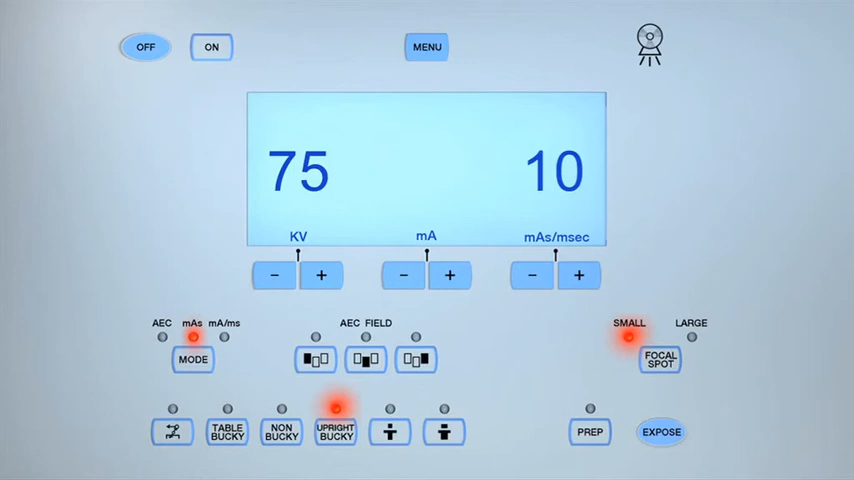 OFF
ON
MENU
75
10
KV
mA
mAs/msec
- +
- +
- +
AEC
mAs
mA/ms
AEC FIELD
SMALL
LARGE
MODE
FOCAL
SPOT
TABLE
BUCKY
NON
BUCKY
UPRIGHT
BUCKY
PREP
EXPOSE